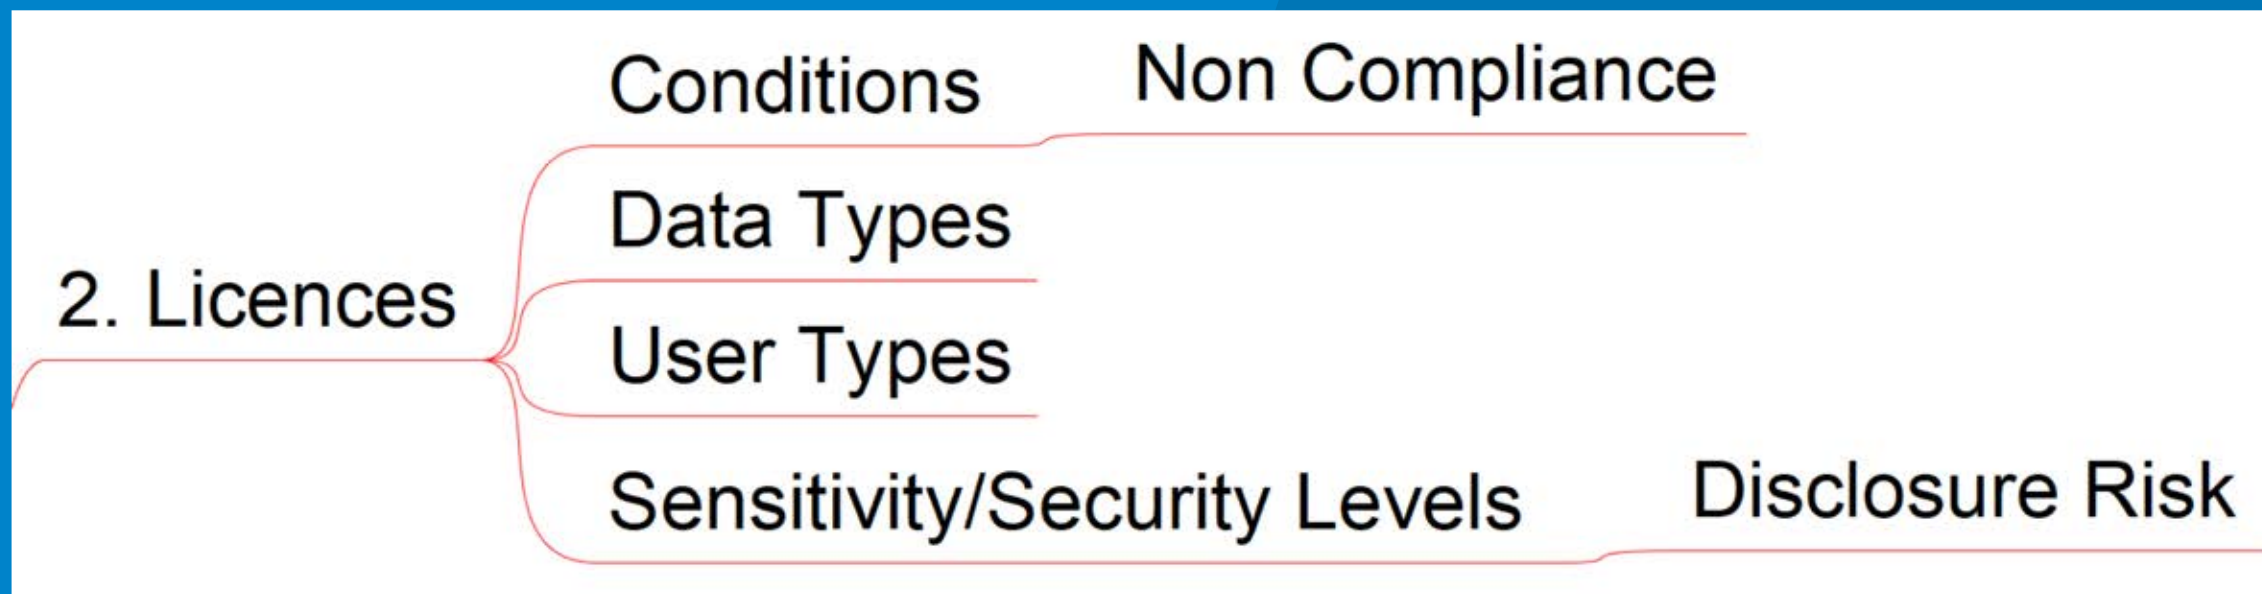 Conditions
Non Compliance
Data Types
2. Licences
User Types
Sensitivity/Security Levels
Disclosure Risk